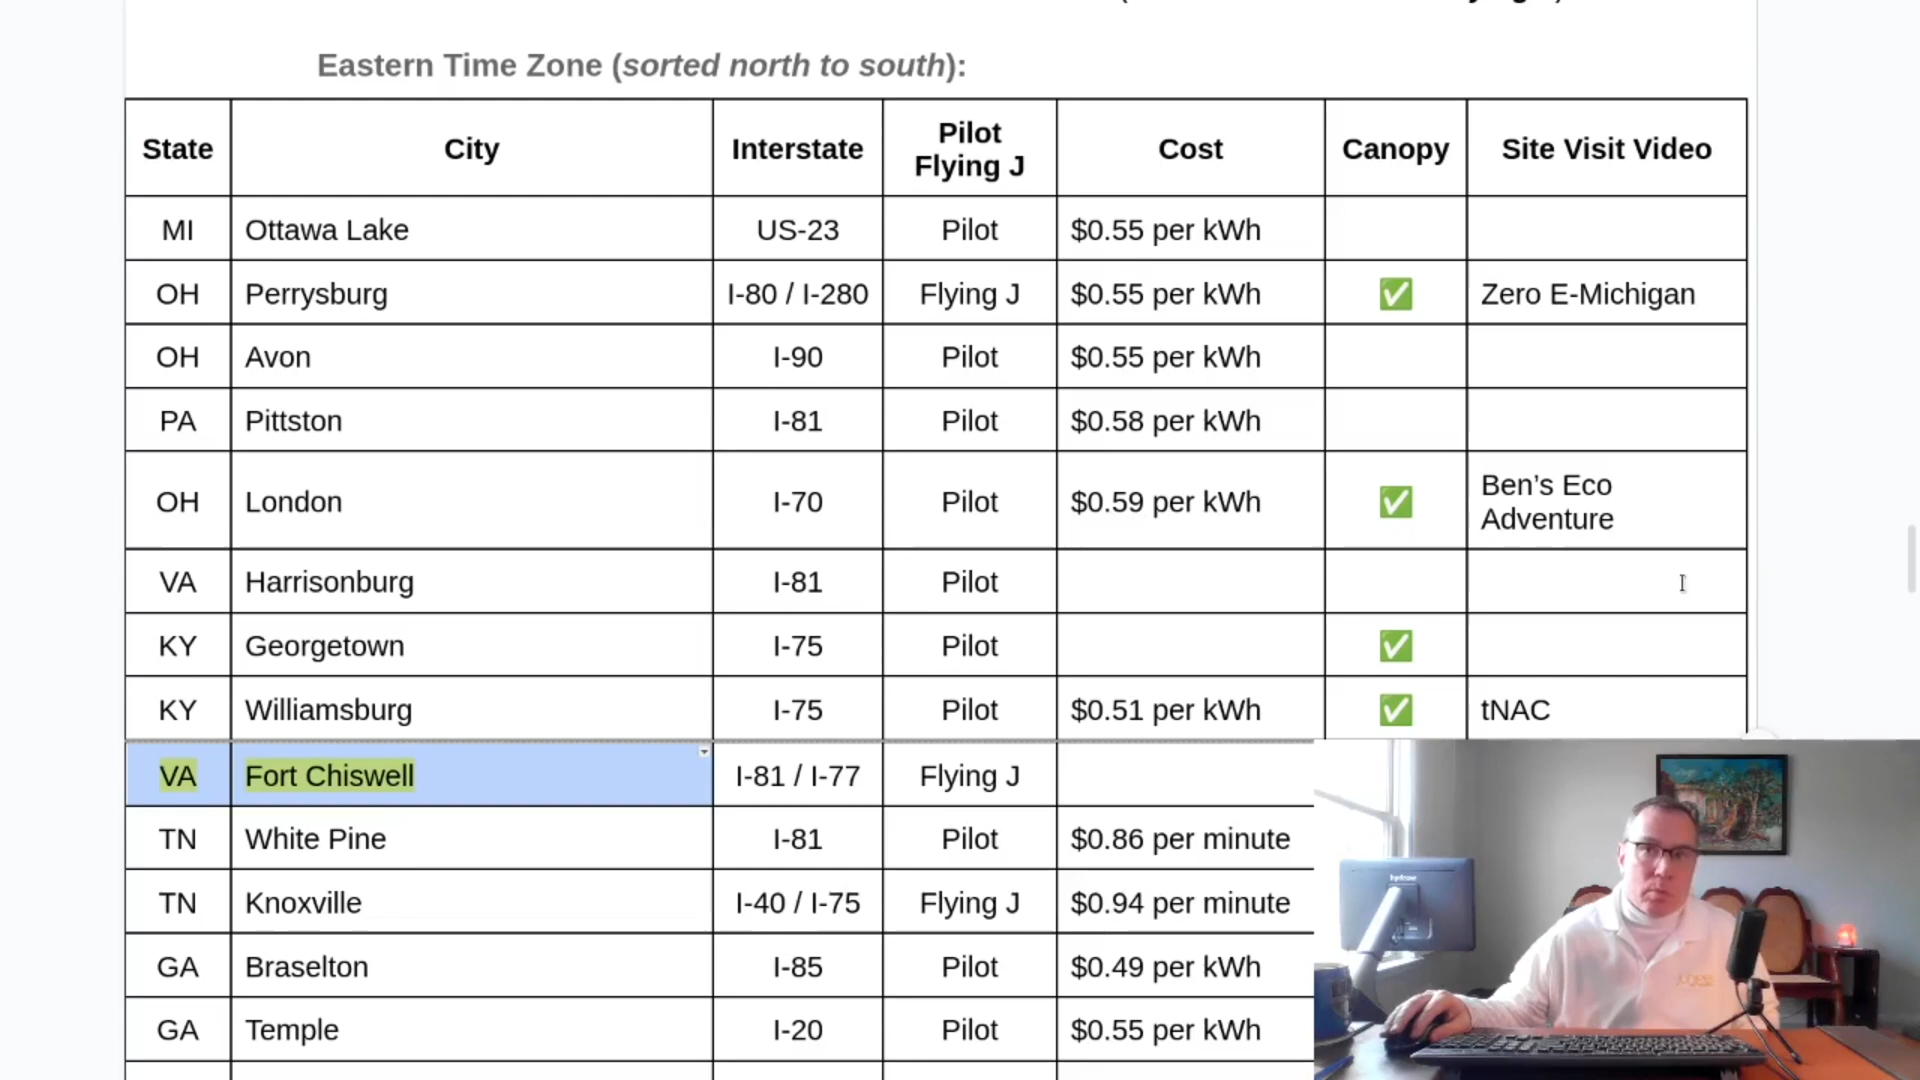 Eastern Time Zone (sorted north to south):
State City Interstate Pilot Flying J Cost Canopy Site Visit Video
MI Ottawa Lake US-23 Pilot $0.55 per kWh
OH Perrysburg I-80 / I-280 Flying J $0.55 per kWh ✅ Zero E-Michigan
OH Avon I-90 Pilot $0.55 per kWh
PA Pittston I-81 Pilot $0.58 per kWh
OH London I-70 Pilot $0.59 per kWh ✅ Ben’s Eco Adventure
VA Harrisonburg I-81 Pilot
KY Georgetown I-75 Pilot ✅
KY Williamsburg I-75 Pilot $0.51 per kWh ✅ tNAC
VA Fort Chiswell I-81 / I-77 Flying J
TN White Pine I-81 Pilot $0.86 per minute
TN Knoxville I-40 / I-75 Flying J $0.94 per minute
GA Braselton I-85 Pilot $0.49 per kWh
GA Temple I-20 Pilot $0.55 per kWh